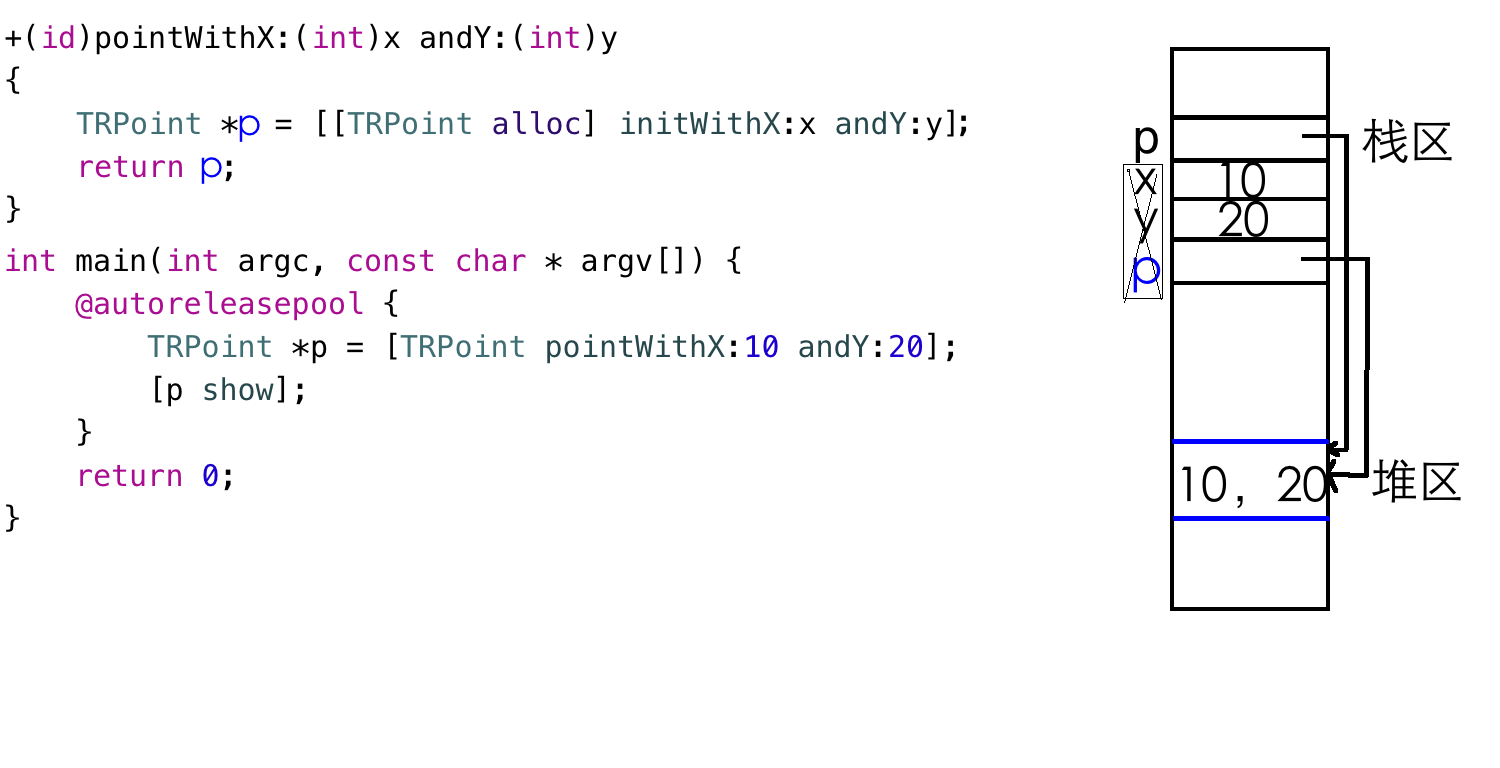 +(id)pointWithX:(int)x andY:(int)y
{
    TRPoint *p = [[TRPoint alloc] initWithX:x andY:y];
    return p;
}
int main(int argc, const char * argv[]) {
    @autoreleasepool {
        TRPoint *p = [TRPoint pointWithX:10 andY:20];
        [p show];
    }
    return 0;
}
p
栈区
x 10
y 20
p
10, 20
堆区